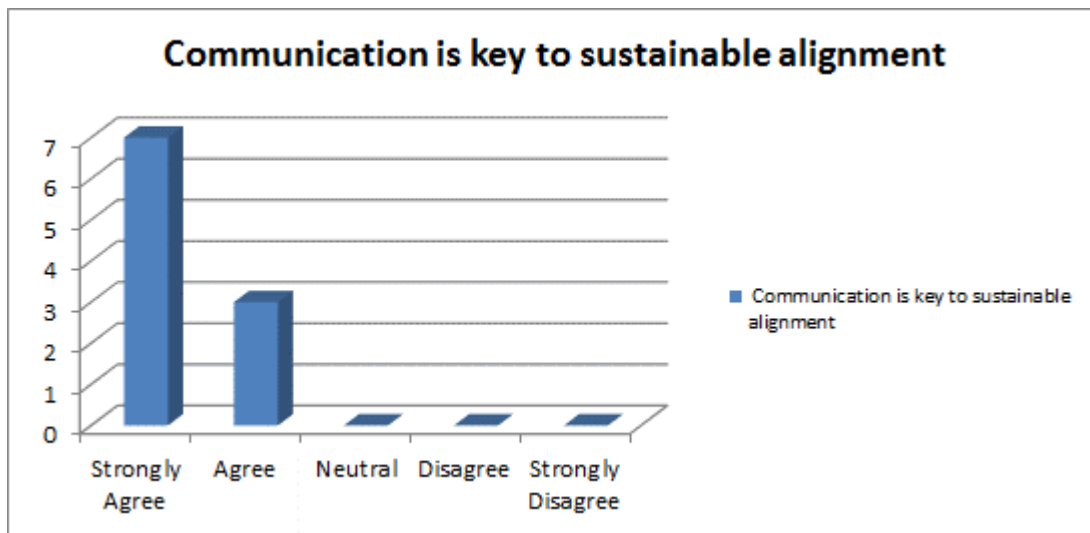 Communication is key to sustainable alignment
7
6
5
4
3
2
1
0
Strongly Agree
Agree
Neutral
Disagree
Strongly Disagree
Communication is key to sustainable
alignment